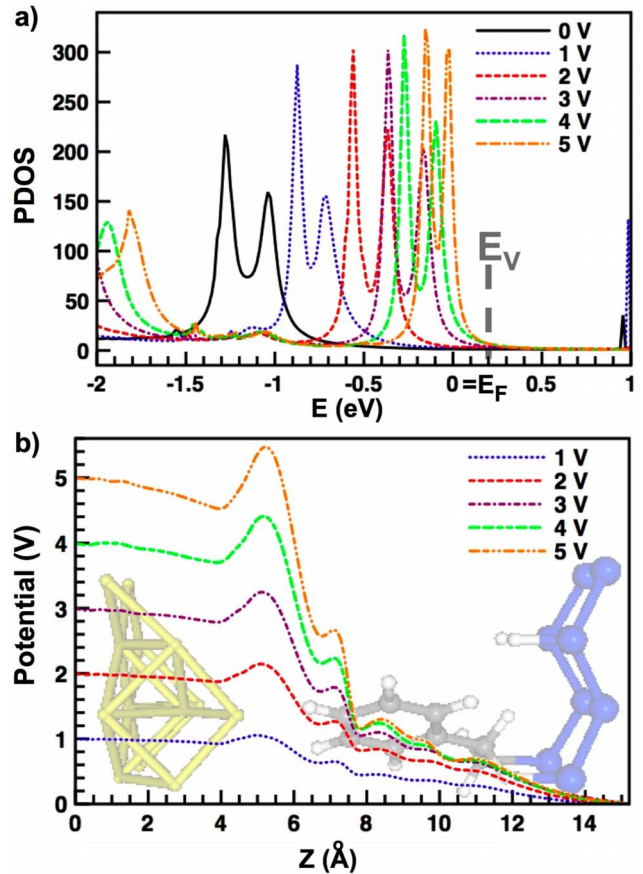 a)
300
250
200
150
100
50
0
PDOS
0 V
1 V
2 V
3 V
4 V
5 V
E_V
-2
-1.5
-1
-0.5
0
=E_F
0.5
1
E (eV)
b)
5
4
3
2
1
0
Potential (V)
1 V
2 V
3 V
4 V
5 V
0 2 4 6 8 10 12 14
Z (Å)